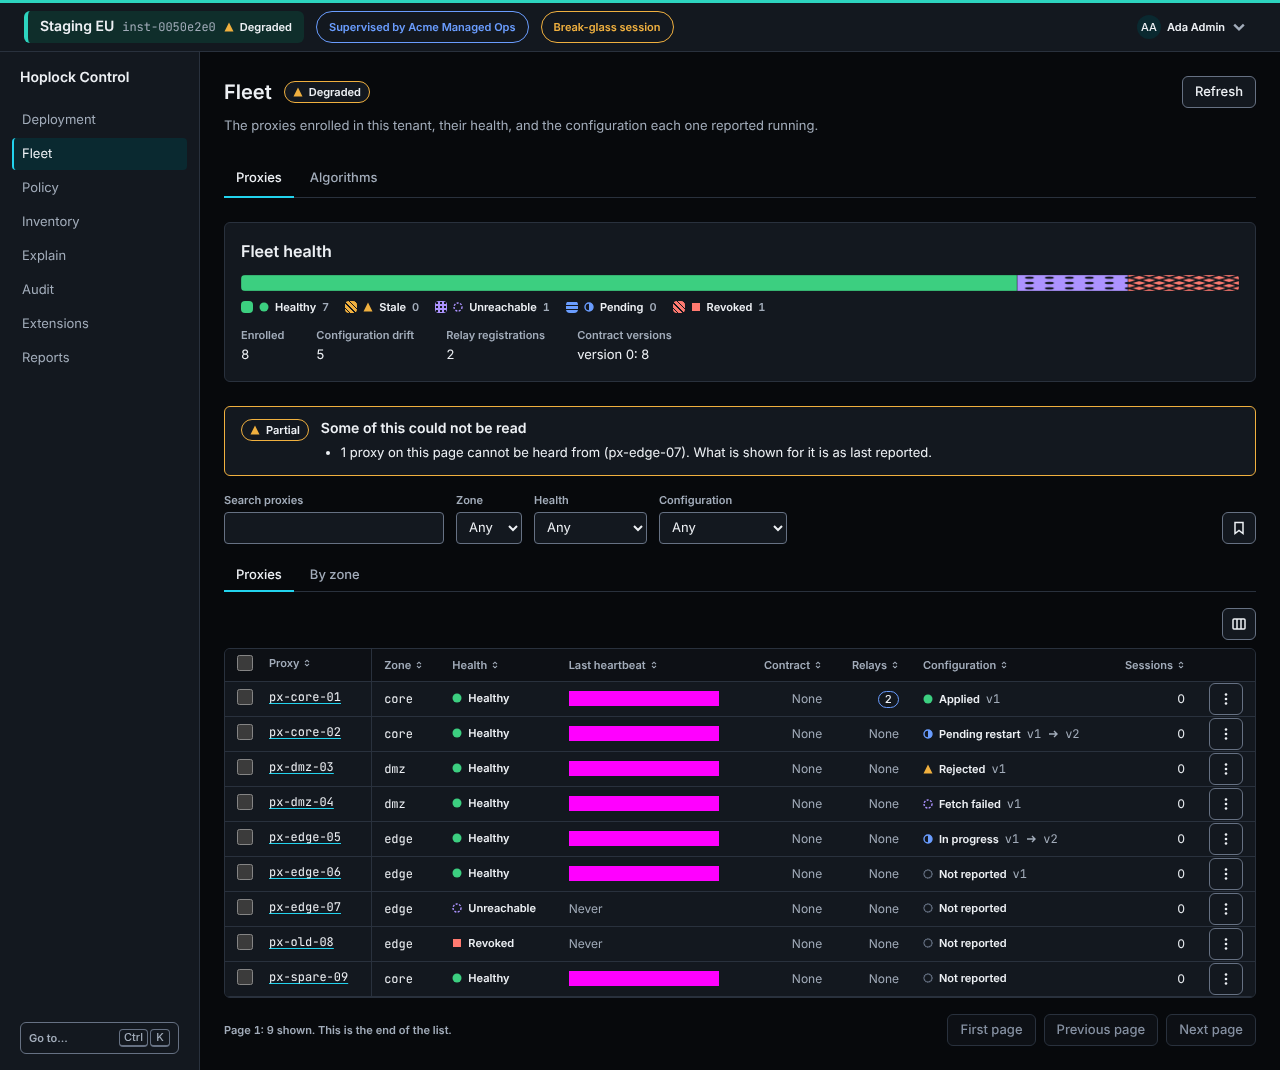 Staging EU inst-0050e2e0 Degraded Supervised by Acme Managed Ops Break-glass session AA Ada Admin
Hoplock Control
Deployment
Fleet
Policy
Inventory
Explain
Audit
Extensions
Reports
Go to... Ctrl K
Fleet Degraded Refresh
The proxies enrolled in this tenant, their health, and the configuration each one reported running.
Proxies Algorithms
Fleet health
Healthy 7 Stale 0 Unreachable 1 Pending 0 Revoked 1
Enrolled Configuration drift Relay registrations Contract versions
8 5 2 version 0: 8
Partial Some of this could not be read
• 1 proxy on this page cannot be heard from (px-edge-07). What is shown for it is as last reported.
Search proxies Zone Health Configuration
Any Any Any
Proxies By zone
Proxy Zone Health Last heartbeat Contract Relays Configuration Sessions
px-core-01 core Healthy None 2 Applied v1 0
px-core-02 core Healthy None None Pending restart v1 → v2 0
px-dmz-03 dmz Healthy None None Rejected v1 0
px-dmz-04 dmz Healthy None None Fetch failed v1 0
px-edge-05 edge Healthy None None In progress v1 → v2 0
px-edge-06 edge Healthy None None Not reported v1 0
px-edge-07 edge Unreachable Never None None Not reported 0
px-old-08 edge Revoked Never None None Not reported 0
px-spare-09 core Healthy None None Not reported 0
Page 1: 9 shown. This is the end of the list. First page Previous page Next page